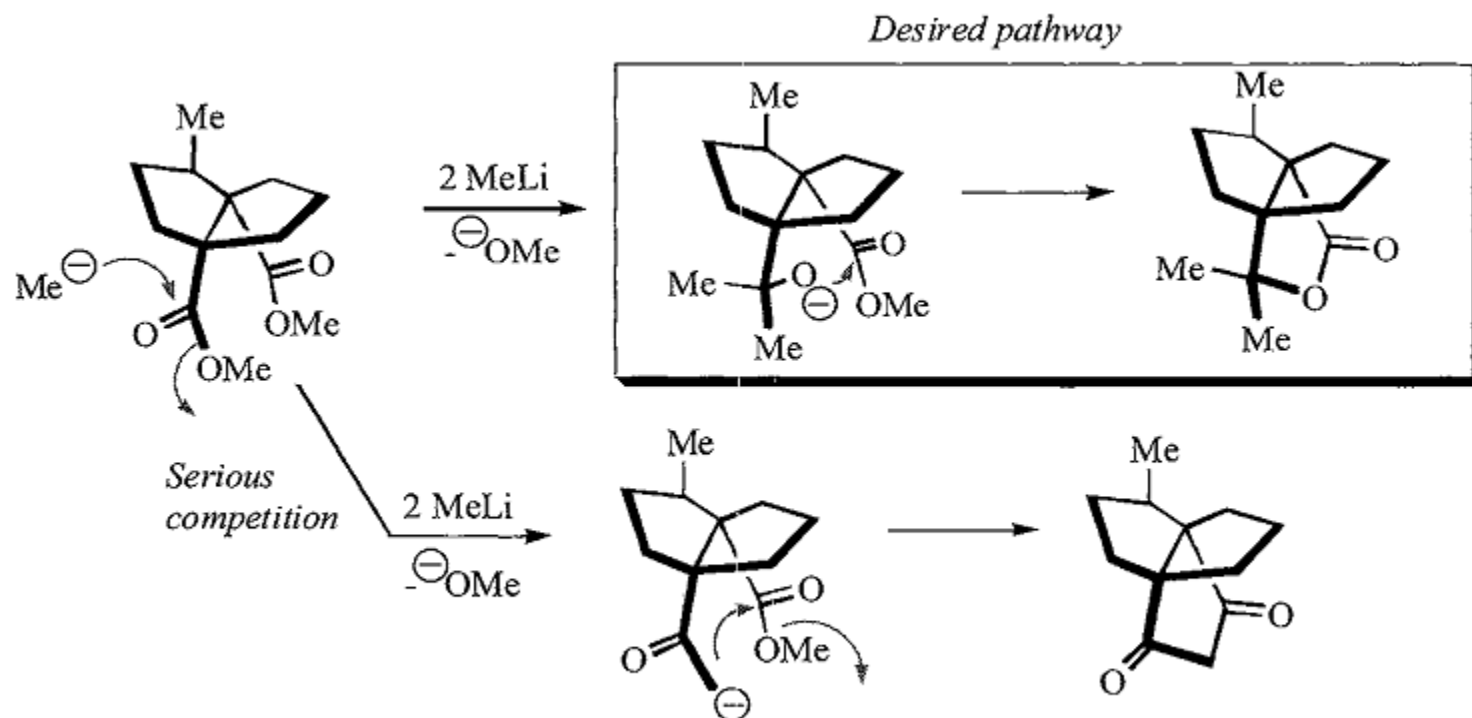 Desired pathway
Me
Me
Me
2 MeLi
-⊖OMe
O
O
Me⊖
O
OMe
OMe
Me
O
⊖
OMe
Me
O
Me
O
Me
Serious
competition
2 MeLi
-⊖OMe
Me
Me
O
OMe
O
⊖
O
O